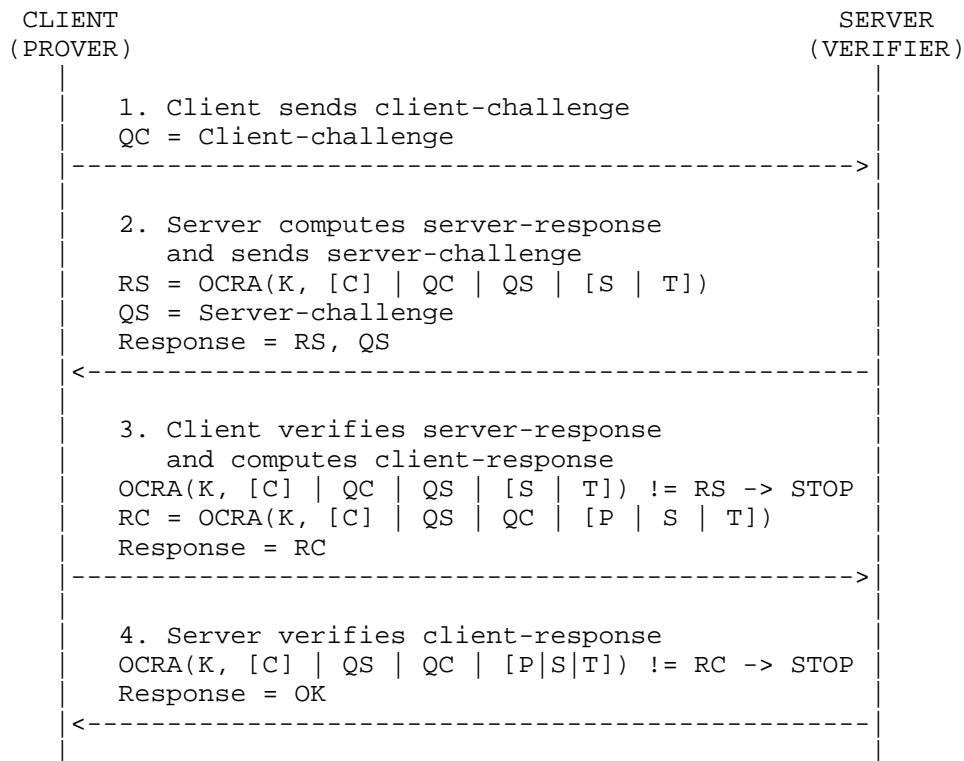 CLIENT SERVER
(PROVER) (VERIFIER)
1. Client sends client-challenge
QC = Client-challenge
2. Server computes server-response
and sends server-challenge
RS = OCRA(K, [C] | QC | QS | [S | T])
QS = Server-challenge
Response = RS, QS
3. Client verifies server-response
and computes client-response
OCRA(K, [C] | QC | QS | [S | T]) != RS -> STOP
RC = OCRA(K, [C] | QS | QC | [P | S | T])
Response = RC
4. Server verifies client-response
OCRA(K, [C] | QS | QC | [P|S|T]) != RC -> STOP
Response = OK